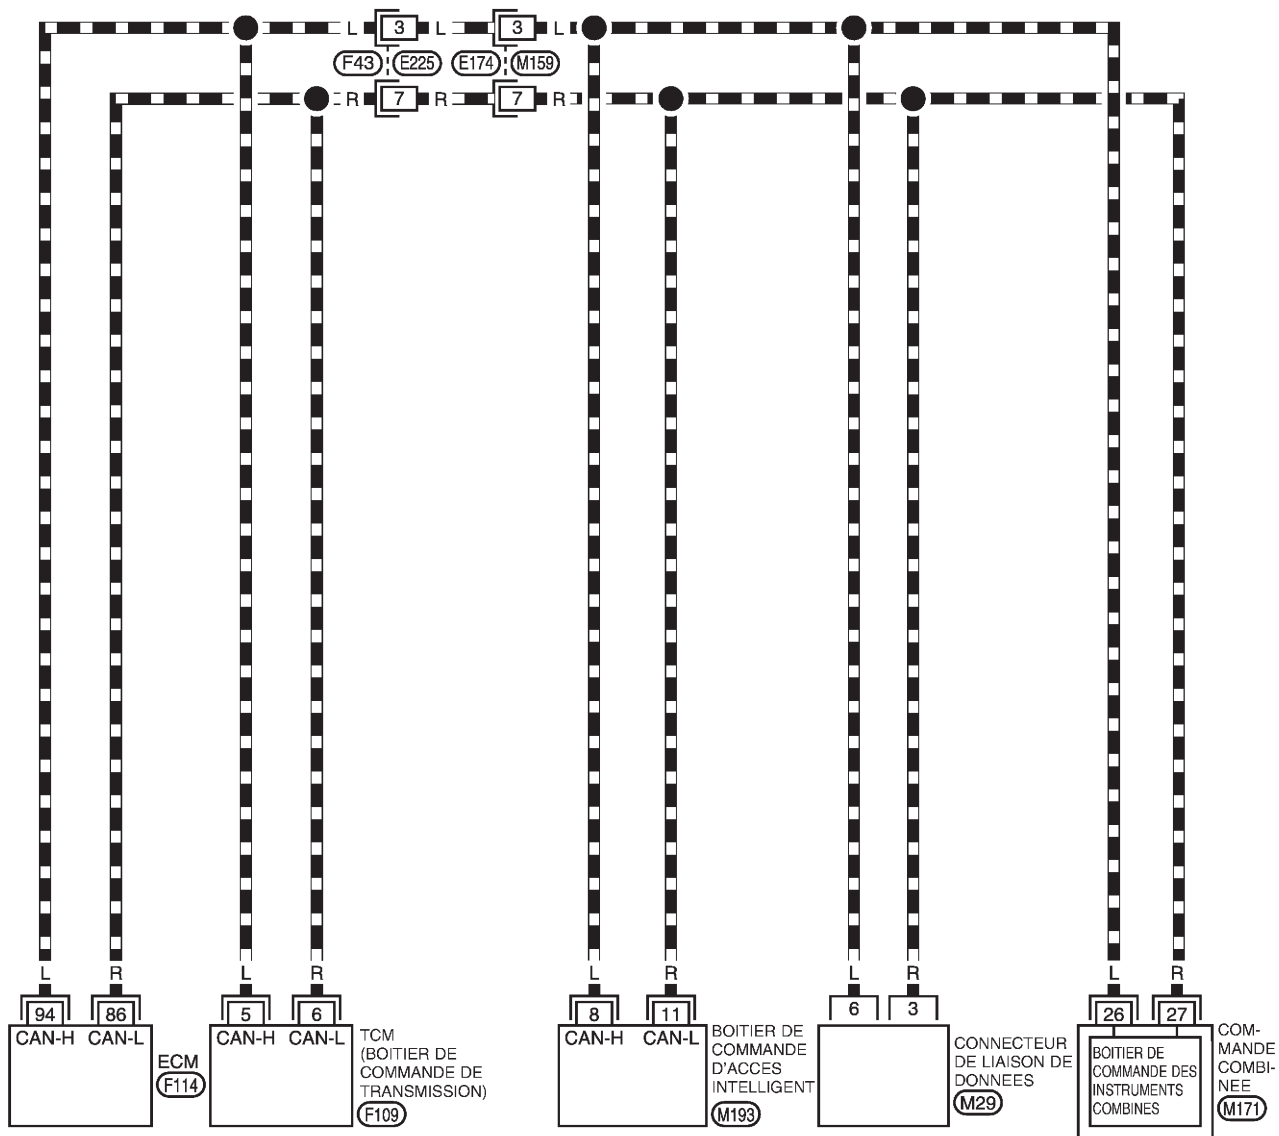 L 3 L 3 L
F43 E225 E174 M159
R 7 R 7 R
L R L R L R L R L R
94 86 5 6 8 11 6 3 26 27
CAN-H CAN-L
ECM
F114
CAN-H CAN-L
TCM
(BOITIER DE
COMMANDE DE
TRANSMISSION)
F109
CAN-H CAN-L
BOITIER DE
COMMANDE
D'ACCES
INTELLIGENT
M193
CONNECTEUR
DE LIAISON DE
DONNEES
M29
BOITIER DE
COMMANDE DES
INSTRUMENTS
COMBINES
COM-
MANDE
COMBI-
NEE
M171